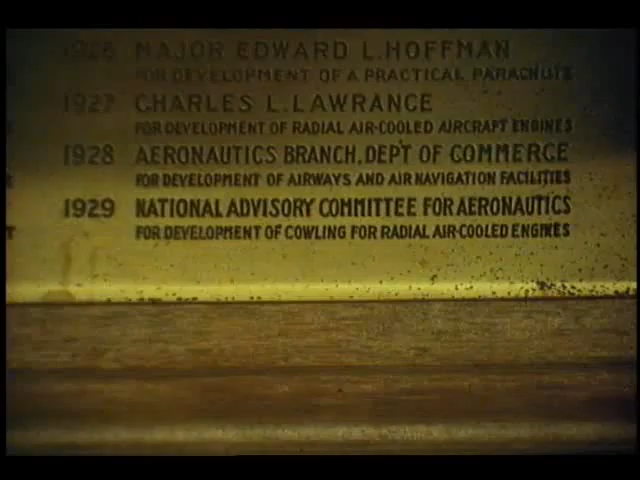 1926 MAJOR EDWARD L. HOFFMAN
FOR DEVELOPMENT OF A PRACTICAL PARACHUTE
1927 CHARLES L. LAWRANCE
FOR DEVELOPMENT OF RADIAL AIR-COOLED AIRCRAFT ENGINES
1928 AERONAUTICS BRANCH, DEP'T OF COMMERCE
FOR DEVELOPMENT OF AIRWAYS AND AIR NAVIGATION FACILITIES
1929 NATIONAL ADVISORY COMMITTEE FOR AERONAUTICS
FOR DEVELOPMENT OF COWLING FOR RADIAL AIR-COOLED ENGINES